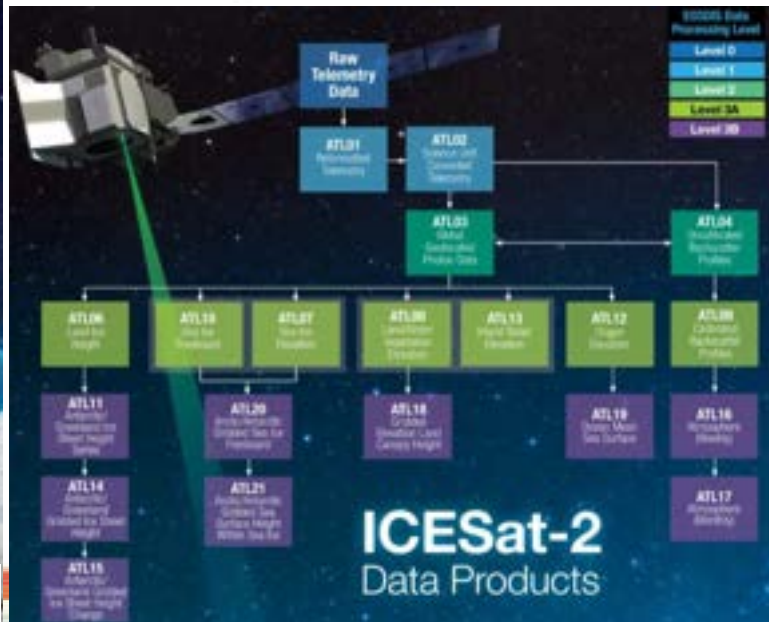 EOSDIS Data
Processing Level
Level 0
Level 1
Level 2
Level 3A
Level 3B
Raw
Telemetry
Data
ATL01
Reformatted
Telemetry
ATL02
Science Unit
Converted
Telemetry
ATL03
Global
Geolocated
Photon Data
ATL04
Uncalibrated
Backscatter
Profiles
ATL06
Land Ice
Height
ATL10
Sea Ice
Freeboard
ATL07
Sea Ice
Elevation
ATL08
Land
Vegetation
Elevation
ATL13
Inland Water
Elevation
ATL12
Ocean
Elevation
ATL09
Calibrated
Backscatter
Profiles
ATL11
Antarctic/
Greenland Ice
Sheet Height
Series
ATL20
Arctic/Antarctic
Gridded Sea Ice
Freeboard
ATL18
Gridded
Elevation Land
Canopy Height
ATL19
Ocean Mean
Sea Surface
ATL16
Atmosphere
ATL14
Antarctic/
Greenland
Gridded Ice Sheet
Height
ATL21
Arctic/Antarctic
Gridded Sea
Surface Height
Within Sea Ice
ATL17
Atmosphere
ATL15
Antarctic/
Greenland Gridded
Ice Sheet Height
Change
ICESat-2
Data Products